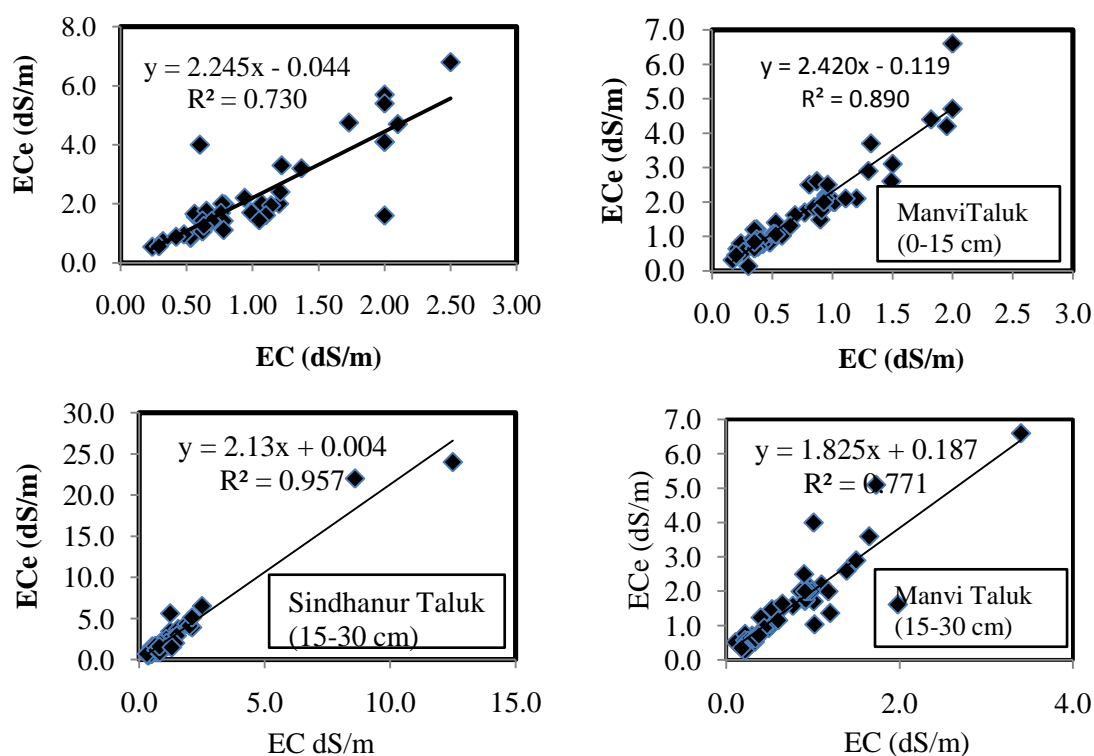 8.0
6.0
4.0
2.0
0.0
ECe (dS/m)
y = 2.245x - 0.044
R² = 0.730
0.00 0.50 1.00 1.50 2.00 2.50 3.00
EC (dS/m)
7.0
6.0
5.0
4.0
3.0
2.0
1.0
0.0
ECe (dS/m)
y = 2.420x - 0.119
R² = 0.890
ManviTaluk
(0-15 cm)
0.0 0.5 1.0 1.5 2.0 2.5 3.0
EC (dS/m)
30.0
25.0
20.0
15.0
10.0
5.0
0.0
ECe (dS/m)
y = 2.13x + 0.004
R² = 0.957
Sindhanur Taluk
(15-30 cm)
0.0 5.0 10.0 15.0
EC dS/m
7.0
6.0
5.0
4.0
3.0
2.0
1.0
0.0
ECe (dS/m)
y = 1.825x + 0.187
R² = 0.771
Manvi Taluk
(15-30 cm)
0.0 2.0 4.0
EC (dS/m)